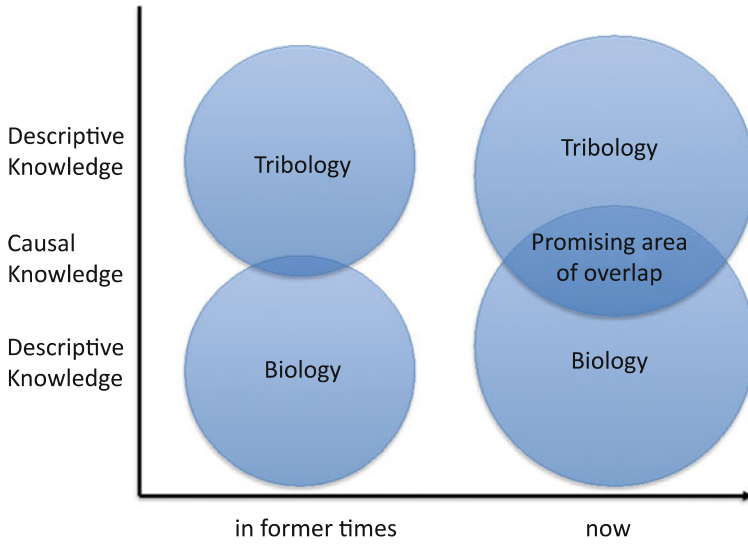 Descriptive
Knowledge
Causal
Knowledge
Descriptive
Knowledge
Tribology
Biology
Tribology
Promising area
of overlap
Biology
in former times
now